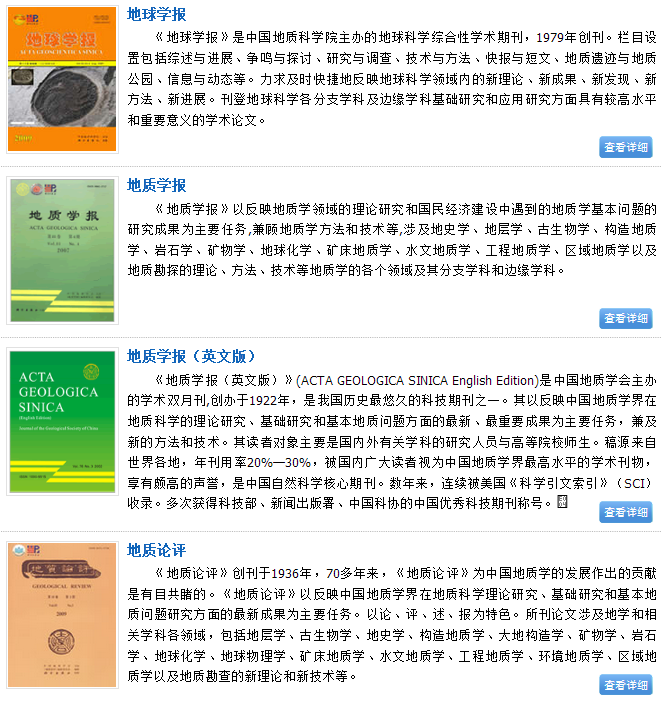 地球学报
《地球学报》是中国地质科学院主办的地球科学综合性学术期刊，1979年创刊。栏目设
置包括综述与进展、争鸣与探讨、研究与调查、技术与方法、快报与短文、地质遗迹与地质
公园、信息与动态等。力求及时快捷地反映地球科学领域内的新理论、新成果、新发现、新
方法、新进展。刊登地球科学各分支学科及边缘学科基础研究和应用研究方面具有较高水平
和重要意义的学术论文。
查看详细
地球学报
2009
地质学报
《地质学报》以反映地质学领域的理论研究和国民经济建设中遇到的地质学基本问题的
研究成果为主要任务,兼顾地质学方法和技术等,涉及地史学、地层学、古生物学、构造地质
学、岩石学、矿物学、地球化学、矿床地质学、水文地质学、工程地质学、区域地质学以及
地质勘探的理论、方法、技术等地质学的各个领域及其分支学科和边缘学科。
查看详细
地质学报
ACTA GEOLOGICA SINICA
2007
地质学报（英文版）
《地质学报（英文版）》(ACTA GEOLOGICA SINICA English Edition)是中国地质学会主办
的学术双月刊,创办于1922年，是我国历史最悠久的科技期刊之一。其以反映中国地质学界在
地质科学的理论研究、基础研究和基本地质问题方面的最新、最重要成果为主要任务，兼及
新的方法和技术。其读者对象主要是国内外有关学科的研究人员与高等院校师生。稿源来自
世界各地，年刊用率20%—30%，被国内广大读者视为中国地质学界最高水平的学术刊物，
享有颇高的声誉，是中国自然科学核心期刊。数年来，连续被美国《科学引文索引》（SCI）
收录。多次获得科技部、新闻出版署、中国科协的中国优秀科技期刊称号。
查看详细
ACTA
GEOLOGICA
SINICA
(English Edition)
Journal of the Geological Society of China
地质论评
《地质论评》创刊于1936年，70多年来，《地质论评》为中国地质学的发展作出的贡献
是有目共睹的。《地质论评》以反映中国地质学界在地质科学理论研究、基础研究和基本地
质问题研究方面的最新成果为主要任务。以论、评、述、报为特色。所刊论文涉及地学和相
关学科各领域，包括地层学、古生物学、地史学、构造地质学、大地构造学、矿物学、岩石
学、地球化学、地球物理学、矿床地质学、水文地质学、工程地质学、环境地质学、区域地
质学以及地质勘查的新理论和新技术等。
查看详细
GEOLOGICAL REVIEW
2009